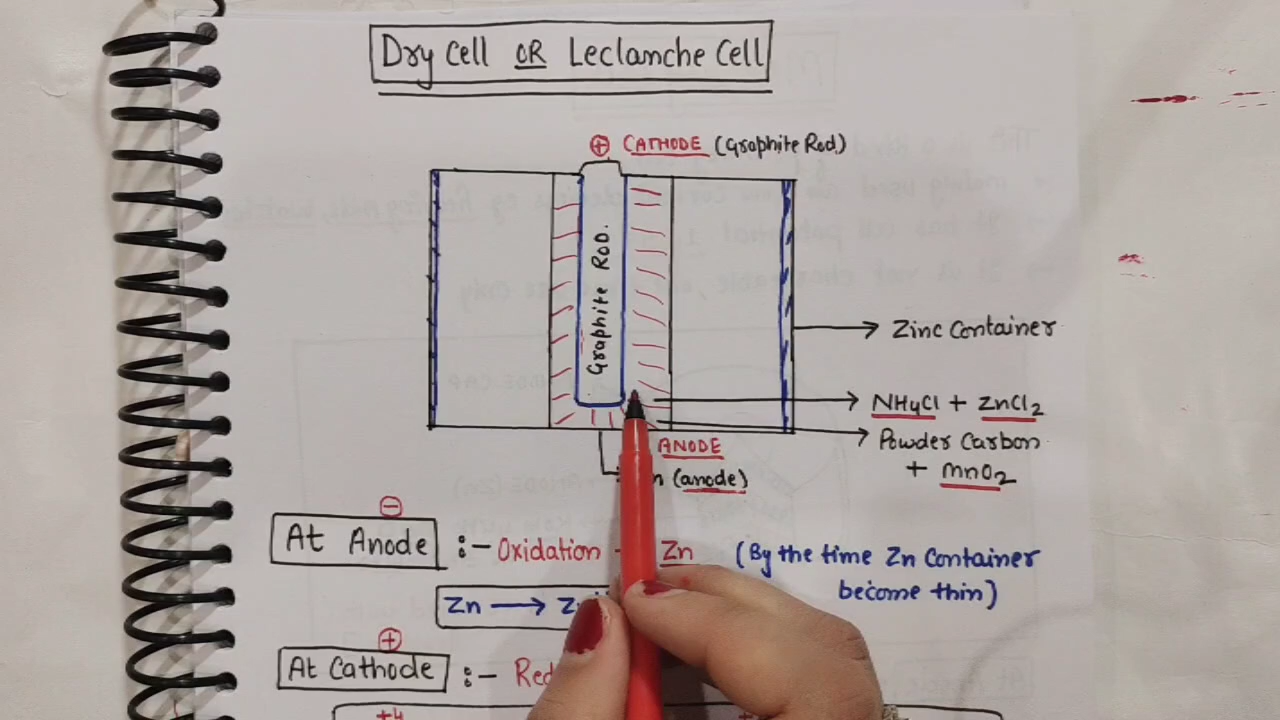 Dry Cell OR Leclanche Cell
⊕ CATHODE (Graphite Rod)
Graphite ROD.
Zinc Container
NH4Cl + ZnCl2
Powder Carbon
+ MnO2
ANODE
(anode)
⊖
At Anode :- Oxidation - Zn (By the time Zn Container
become thin)
Zn ⟶
⊕
At Cathode :-
+4